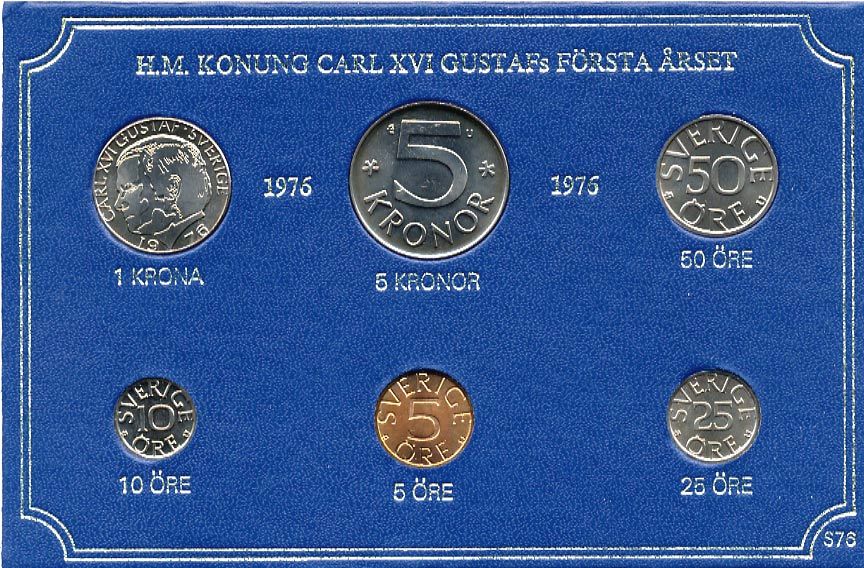 H.M. KONUNG CARL XVI GUSTAFs FÖRSTA ÅRSET
CARL XVI GUSTAF · SVERIGE
19 76
1 KRONA
1976
G U
5
KRONOR
5 KRONOR
1976
SVERIGE
50
ÖRE
U
50 ÖRE
SVERIGE
10
ÖRE
U
10 ÖRE
SVERIGE
5
ÖRE
U
5 ÖRE
SVERIGE
25
ÖRE
U
25 ÖRE
S76